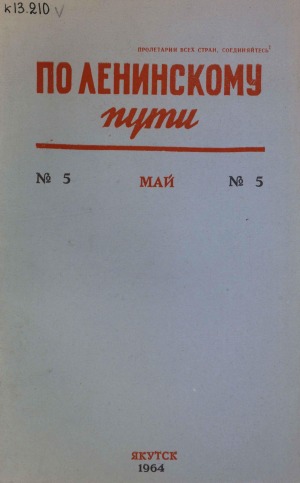 к13.210 V
ПРОЛЕТАРИИ ВСЕХ СТРАН, СОЕДИНЯЙТЕСЬ!
ПО ЛЕНИНСКОМУ
пути
№ 5 МАЙ № 5
ЯКУТСК
1964